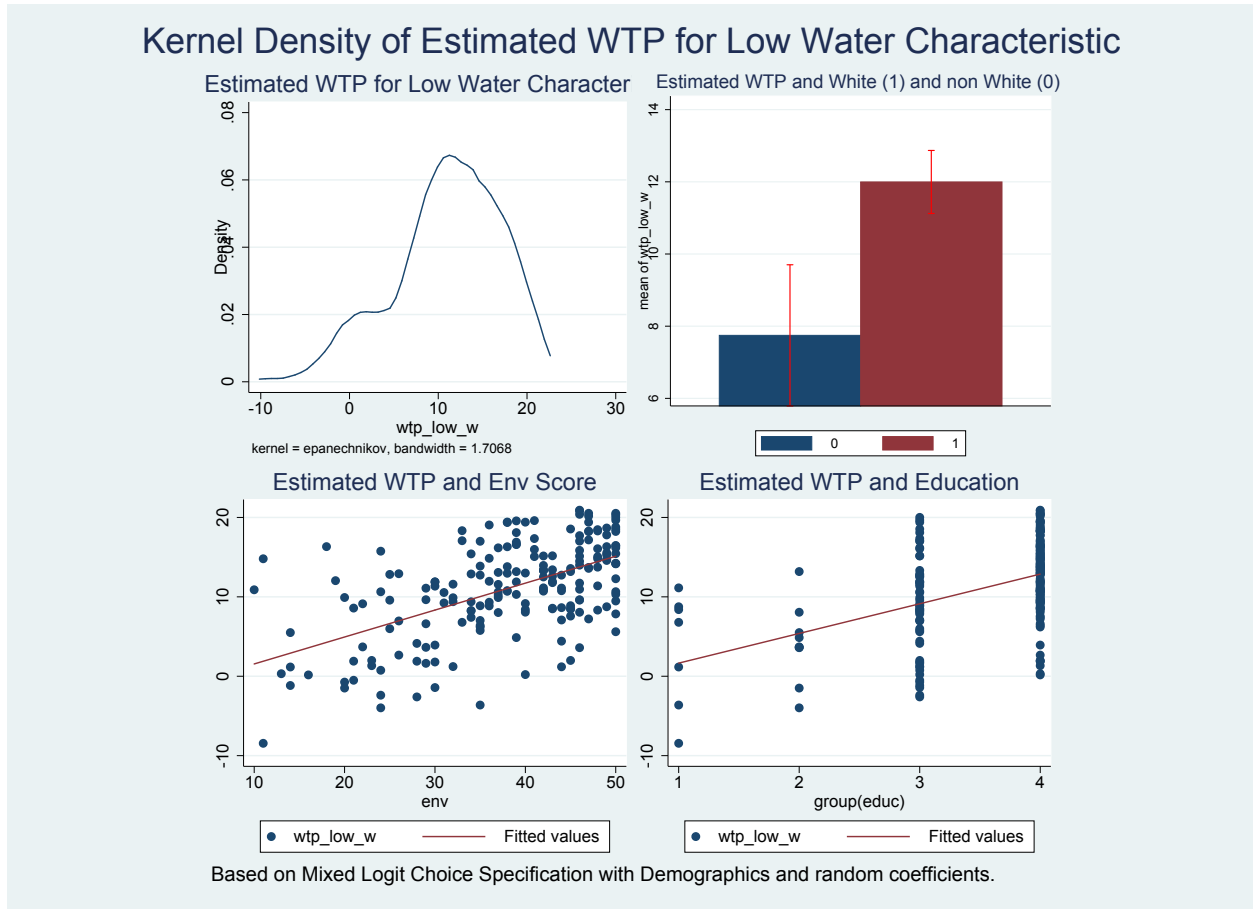 Kernel Density of Estimated WTP for Low Water Characteristic
Estimated WTP for Low Water Character
.08
.06
.04
.02
0
Density
-10 0 10 20 30
wtp_low_w
kernel = epanechnikov, bandwidth = 1.7068
Estimated WTP and White (1) and non White (0)
14
12
10
8
6
mean of wtp_low_w
0 1
Estimated WTP and Env Score
20
10
0
-10
10 20 30 40 50
env
wtp_low_w Fitted values
Estimated WTP and Education
20
10
0
-10
1 2 3 4
group(educ)
wtp_low_w Fitted values
Based on Mixed Logit Choice Specification with Demographics and random coefficients.